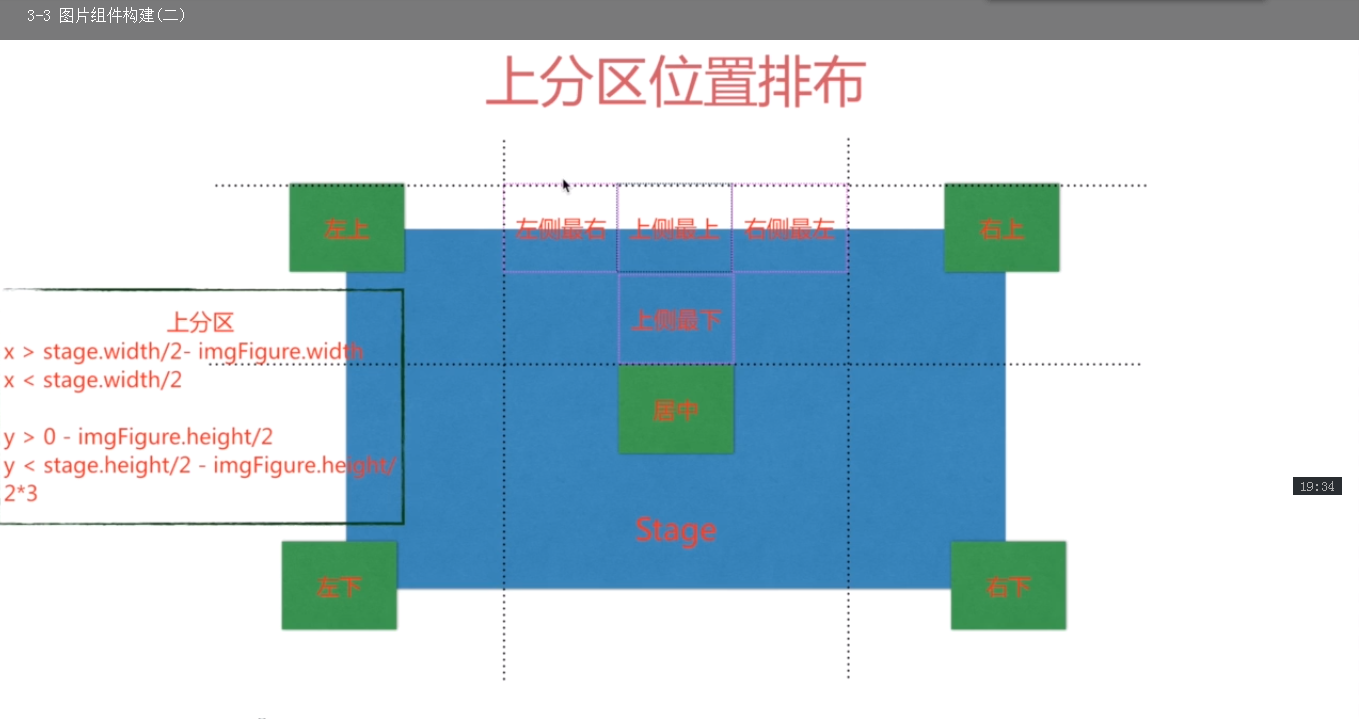 3-3 图片组件构建(二)
上分区位置排布
左上
左侧最右
上侧最上
右侧最左
右上
上侧最下
上分区
x > stage.width/2- imgFigure.width
x < stage.width/2
y > 0 - imgFigure.height/2
y < stage.height/2 - imgFigure.height/
2*3
居中
19:34
Stage
左下
右下